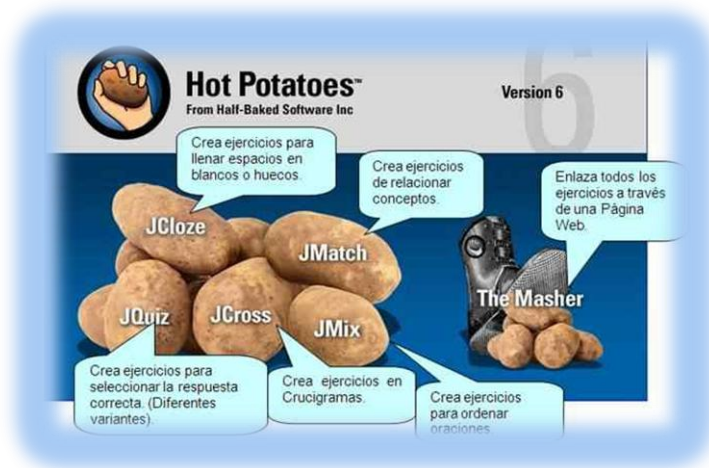 Hot Potatoes™
From Half-Baked Software Inc
Version 6
6
Crea ejercicios para
llenar espacios en
blancos o huecos.
Crea ejercicios
de relacionar
conceptos.
Enlaza todos los
ejercicios a través
de una Página
Web.
JCloze
JMatch
The Masher
JQuiz
JCross
JMix
Crea ejercicios para
seleccionar la respuesta
correcta. (Diferentes
variantes).
Crea ejercicios en
Crucigramas.
Crea ejercicios
para ordenar
oraciones